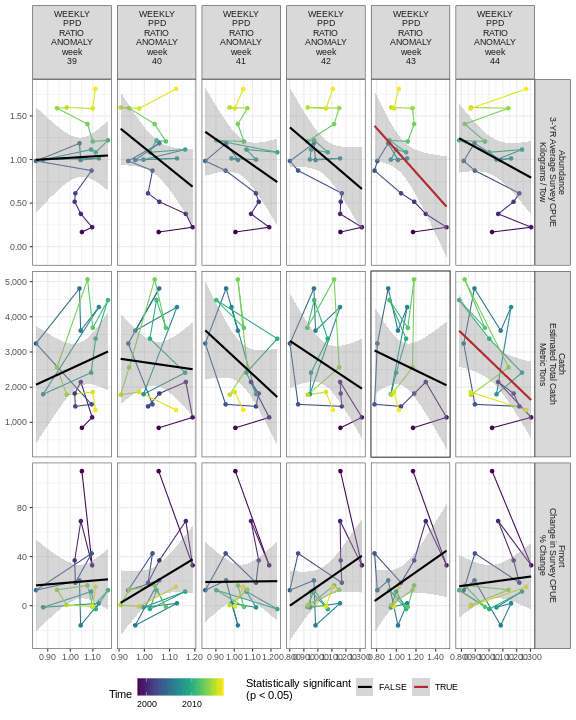 WEEKLY PPD RATIO ANOMALY week 39
WEEKLY PPD RATIO ANOMALY week 40
WEEKLY PPD RATIO ANOMALY week 41
WEEKLY PPD RATIO ANOMALY week 42
WEEKLY PPD RATIO ANOMALY week 43
WEEKLY PPD RATIO ANOMALY week 44
1.50
1.00
0.50
0.00
Abundance
3-YR Average Survey CPUE
Kilograms / Tow
5,000
4,000
3,000
2,000
1,000
Catch
Estimated Total Catch
Metric Tons
80
40
0
Fmort
Change in Survey CPUE
% Change
0.90 1.00 1.10
0.90 1.00 1.10 1.20
0.90 1.00 1.10 1.20
0.80 0.90 1.00 1.10 1.20 1.30
0.80 1.00 1.20 1.40
0.80 0.90 1.00 1.10 1.20 1.30
Time
2000 2010
Statistically significant
(p < 0.05)
FALSE TRUE